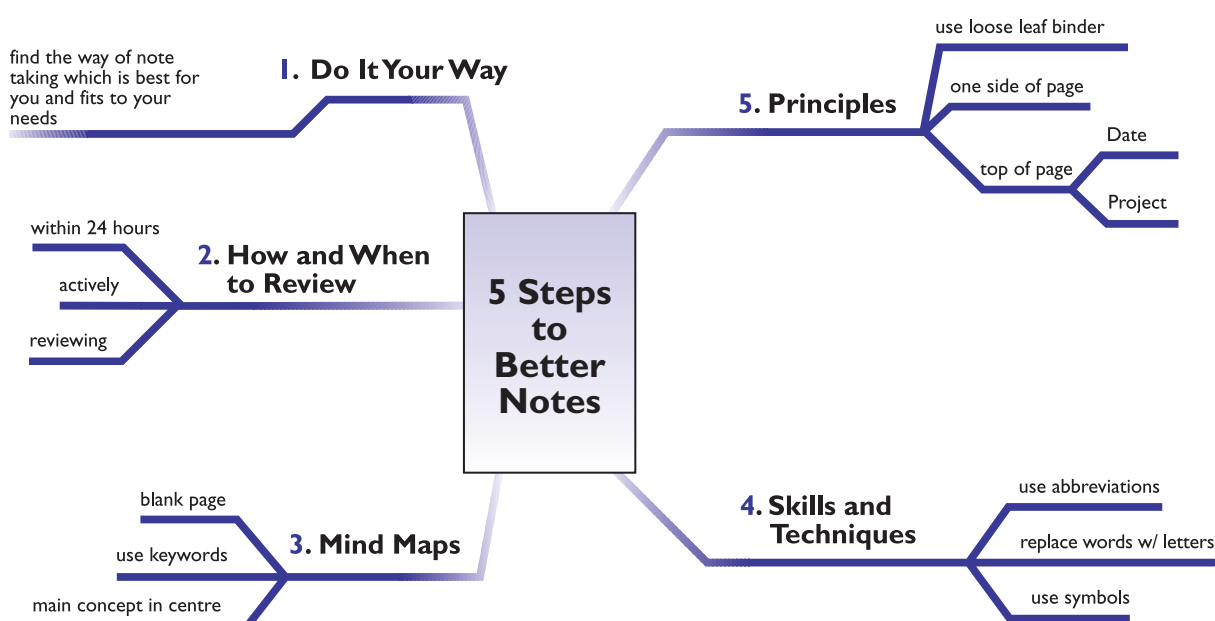 5 Steps
to
Better
Notes
1. Do It Your Way
find the way of note
taking which is best for
you and fits to your
needs
2. How and When
to Review
within 24 hours
actively
reviewing
3. Mind Maps
blank page
use keywords
main concept in centre
4. Skills and
Techniques
use abbreviations
replace words w/ letters
use symbols
5. Principles
use loose leaf binder
one side of page
top of page
Date
Project